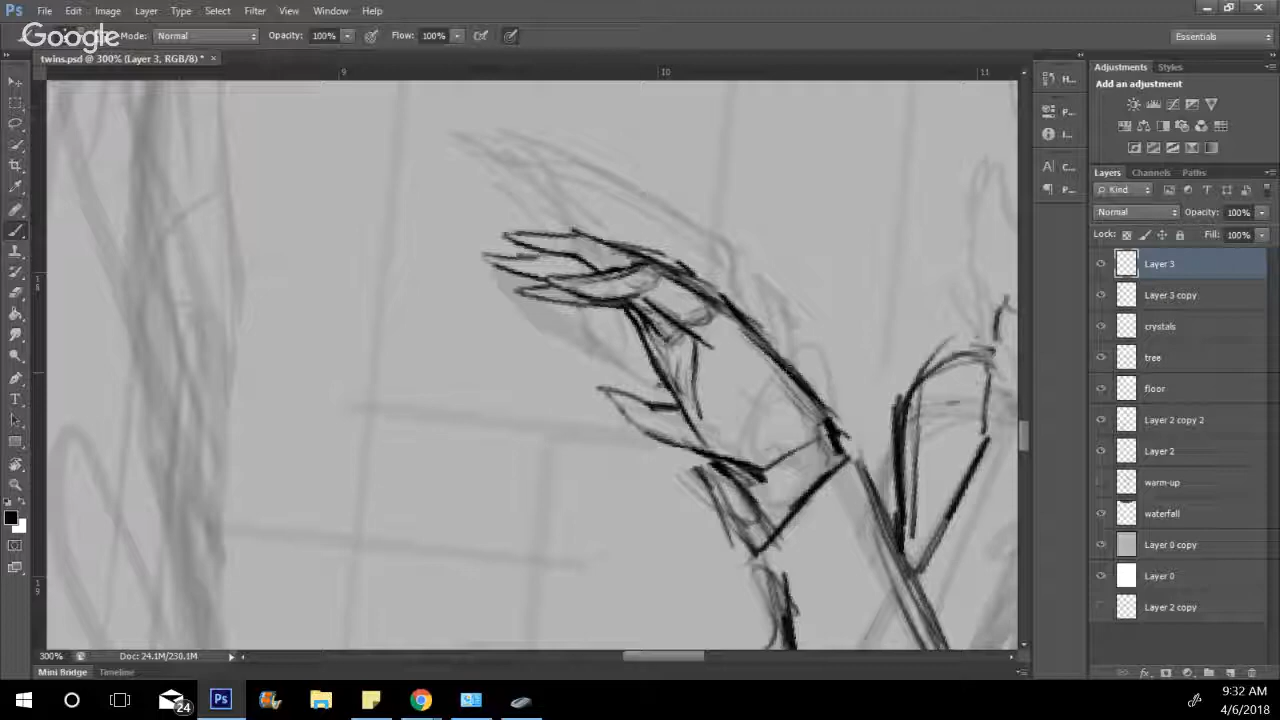 Ps File Edit Image Layer Type Select Filter View Window Help
Google
Mode: Normal Opacity: 100% Flow: 100% Essentials
twins.psd @ 300% (Layer 3, RGB/8) * ×
9 10 11
Adjustments Styles
Add an adjustment
H...
P...
I...
C...
P...
Layers Channels Paths
Kind
Normal Opacity: 100%
Lock: Fill: 100%
Layer 3
Layer 3 copy
crystals
tree
floor
Layer 2 copy 2
Layer 2
warm-up
waterfall
Layer 0 copy
Layer 0
Layer 2 copy
300% Doc: 24.1M/230.1M
Mini Bridge Timeline
24
Ps
9:32 AM
4/6/2018